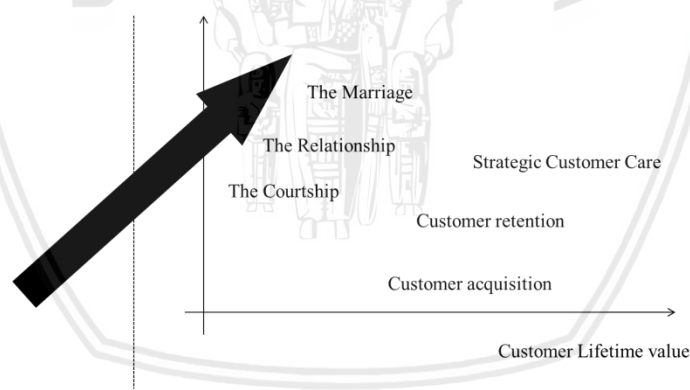 The Marriage
The Relationship
Strategic Customer Care
The Courtship
Customer retention
Customer acquisition
Customer Lifetime value